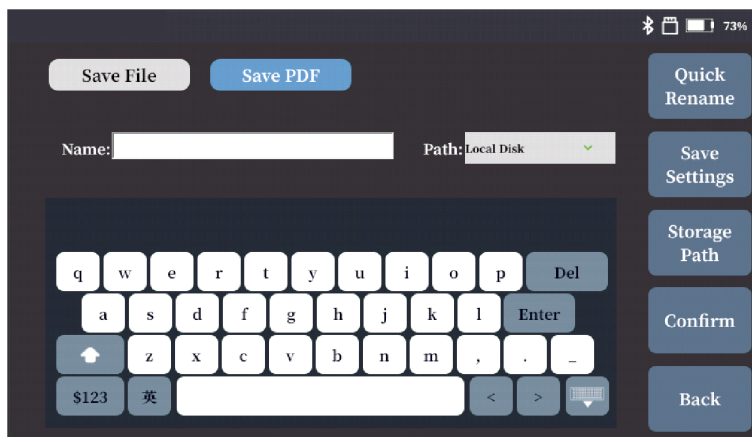 73%
Save File Save PDF
Quick
Rename
Name: Path: Local Disk
Save
Settings
Storage
Path
q w e r t y u i o p Del
a s d f g h j k l Enter
Confirm
z x c v b n m , . _
$123 英 < >
Back